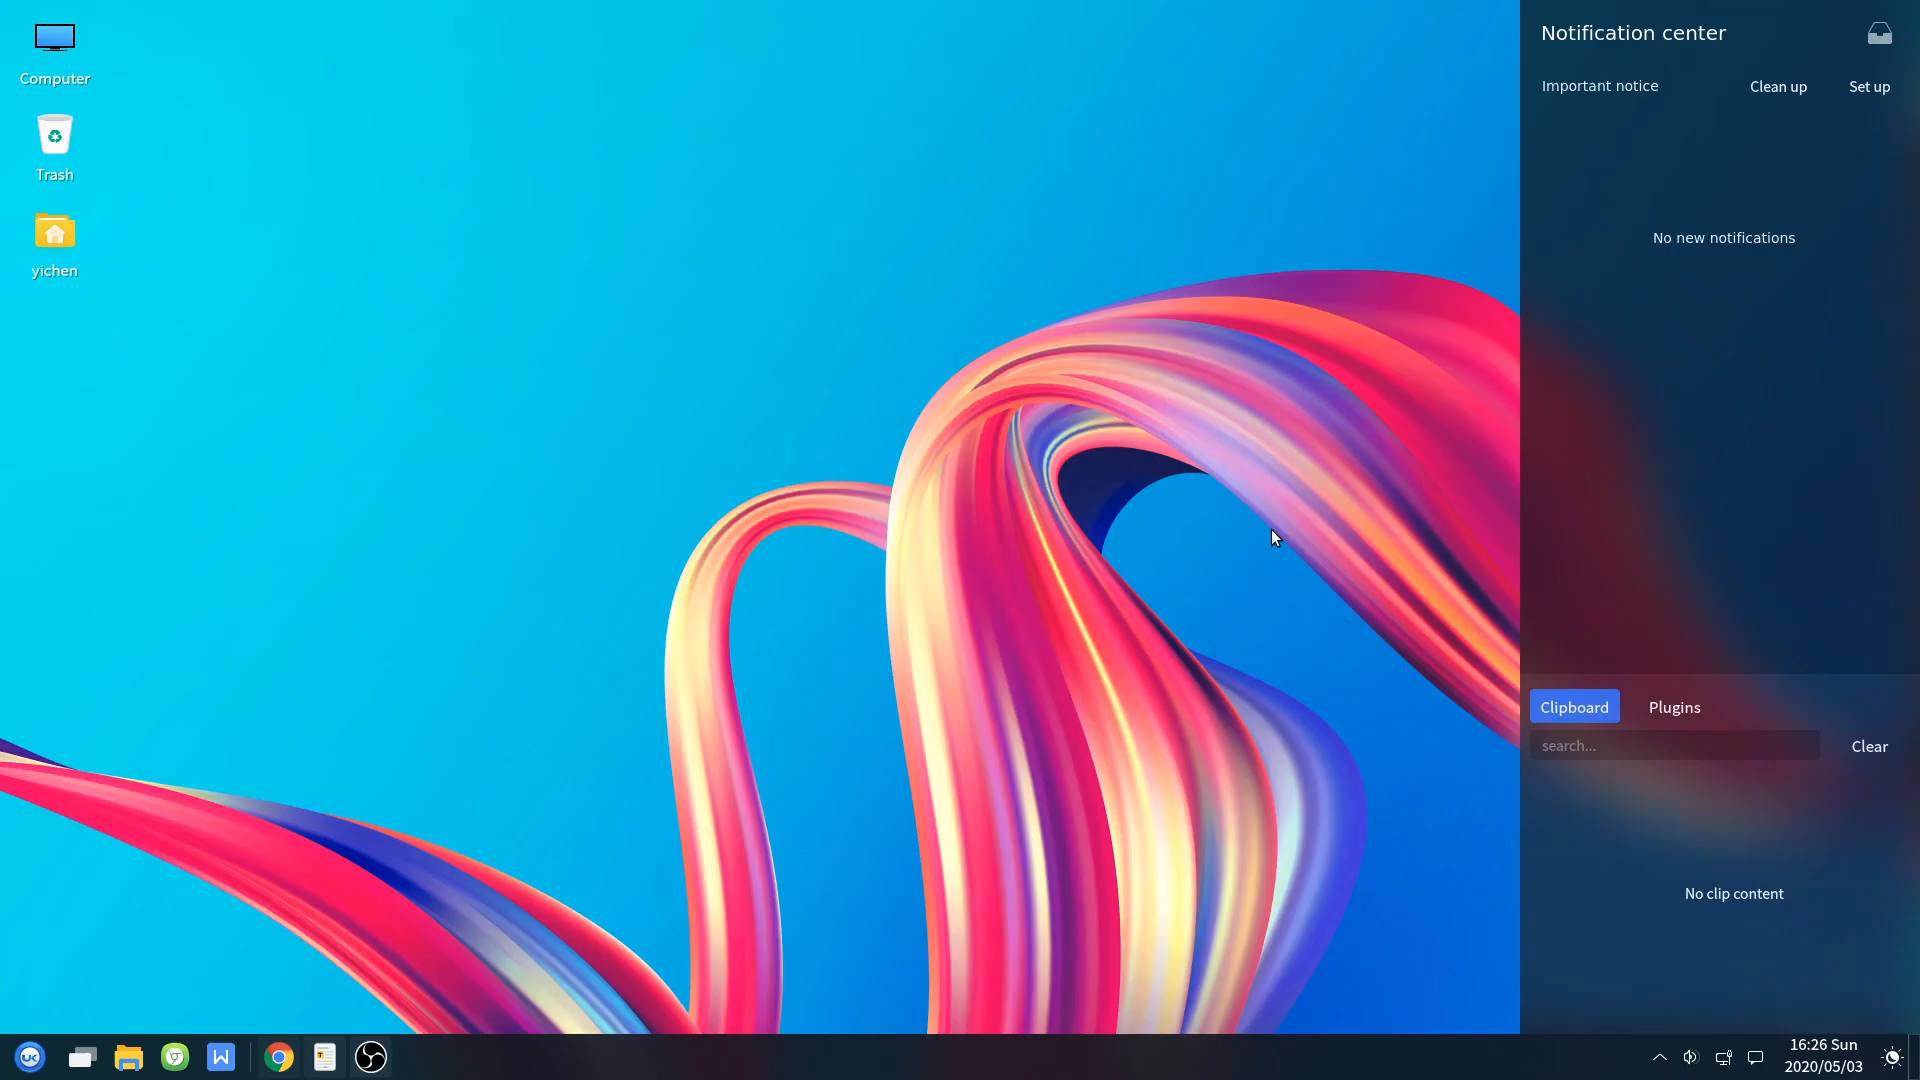 Computer
Trash
yichen
Notification center
Important notice
Clean up
Set up
No new notifications
Clipboard
Plugins
search...
Clear
No clip content
UK
W
T
16:26 Sun
2020/05/03